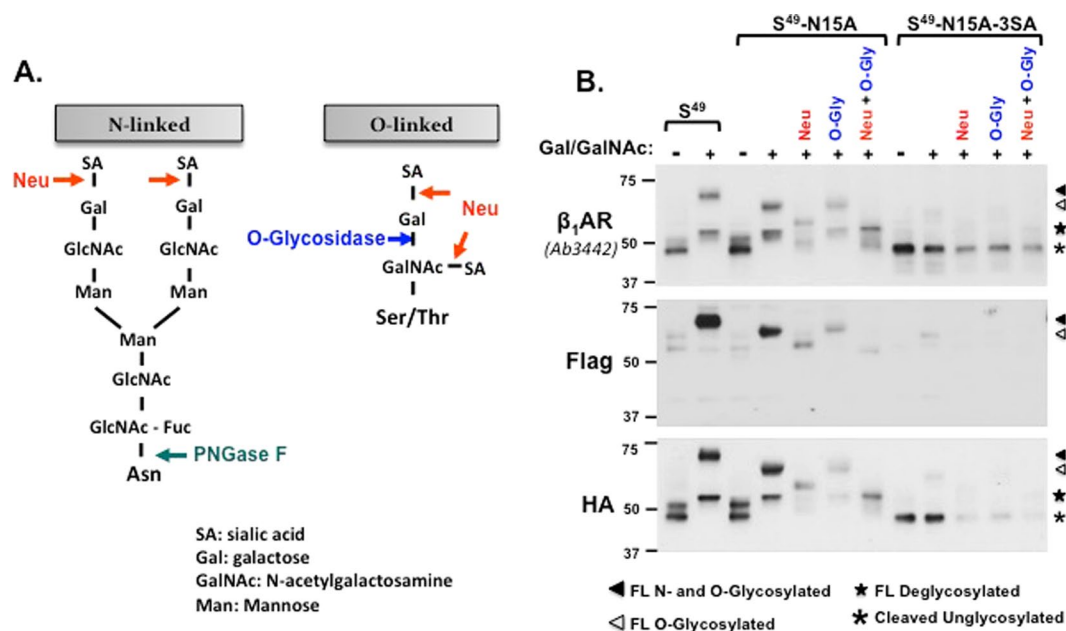 A.
N-linked
O-linked
SA SA
Neu
Gal Gal
GlcNAc GlcNAc
Man Man
Man
GlcNAc
GlcNAc - Fuc
PNGase F
Asn
SA
Gal
Neu
O-Glycosidase
GalNAc SA
Ser/Thr
SA: sialic acid
Gal: galactose
GalNAc: N-acetylgalactosamine
Man: Mannose
B.
S49-N15A S49-N15A-3SA
S49
Neu O-Gly Neu + O-Gly Neu O-Gly Neu + O-Gly
Gal/GalNAc: - + - + + + + - + + + +
75
β1AR
(Ab3442)
50
37
75
Flag
50
37
75
HA
50
37
FL N- and O-Glycosylated
FL O-Glycosylated
FL Deglycosylated
Cleaved Unglycosylated